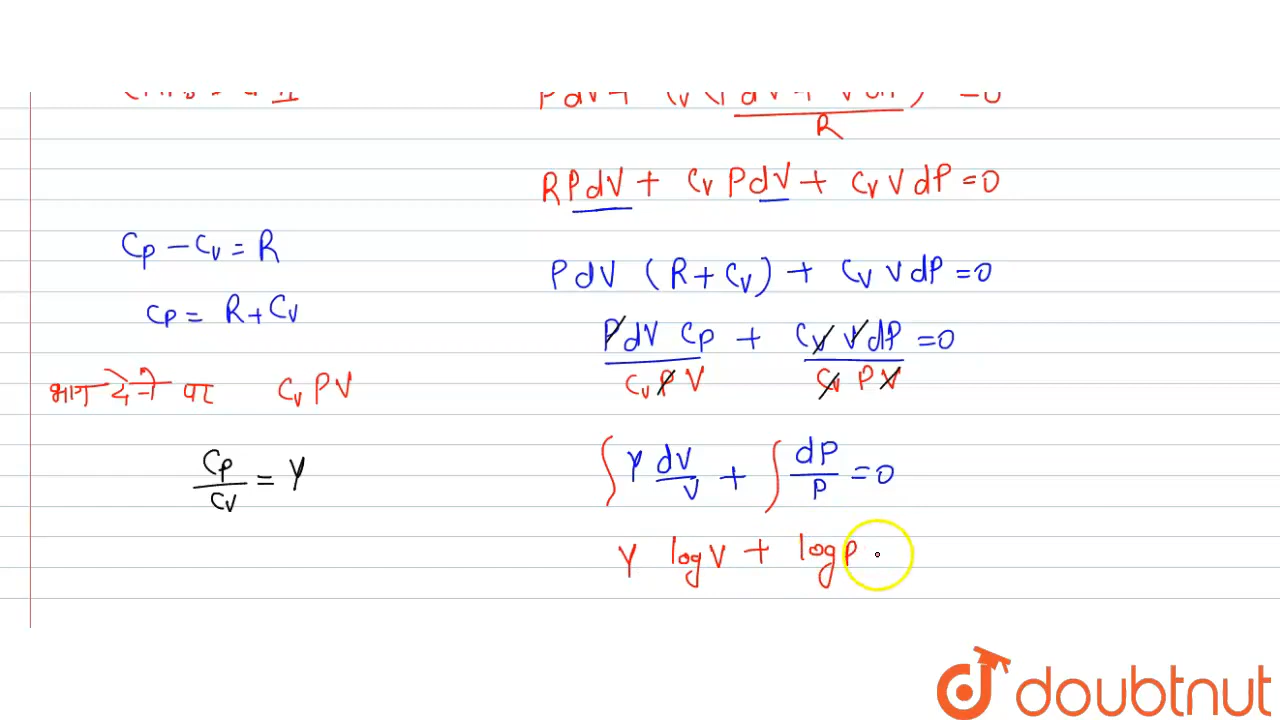 R
RPdV + Cv PdV + Cv V dP = 0
Cp - Cv = R
PdV (R + Cv) + Cv V dP = 0
Cp = R + Cv
PdV Cp / Cv P V + Cv V dP / Cv P V = 0
भाग देने पर Cv P V
Cp / Cv = γ
∫ γ dV / V + ∫ dP / P = 0
γ log V + log P
doubtnut